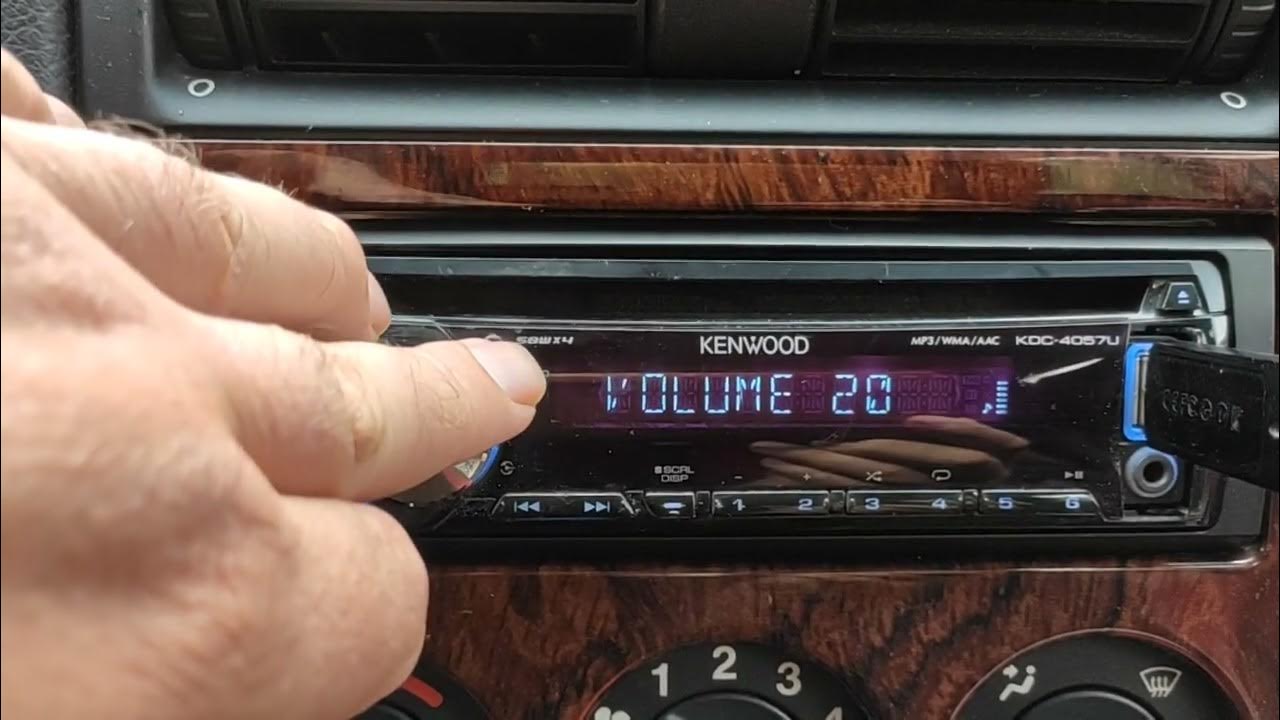 KENWOOD
MP3/WMA/AAC KDC-4057U
VOLUME 20
SCRL
DISP
- +
1 2 3 4 5 6
1 2 3 4